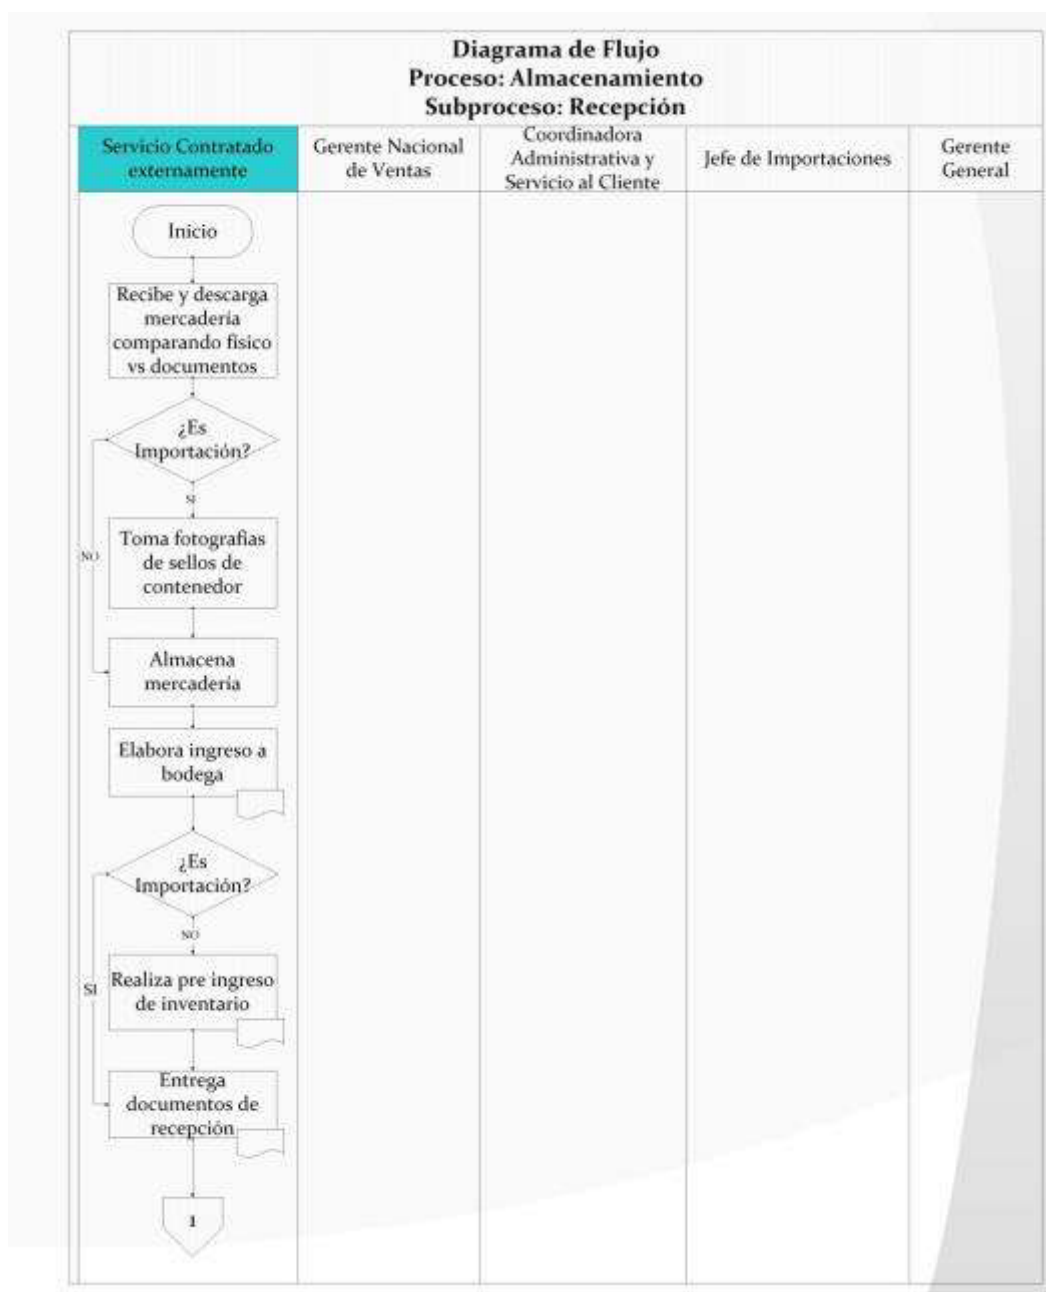 Diagrama de Flujo
Proceso: Almacenamiento
Subproceso: Recepción
Servicio Contratado
externamente
Gerente Nacional
de Ventas
Coordinadora
Administrativa y
Servicio al Cliente
Jefe de Importaciones
Gerente
General
Inicio
Recibe y descarga
mercadería
comparando físico
vs documentos
¿Es
Importación?
SI
NO
Toma fotografías
de sellos de
contenedor
Almacena
mercadería
Elabora ingreso a
bodega
¿Es
Importación?
NO
SI
Realiza pre ingreso
de inventario
Entrega
documentos de
recepción
1